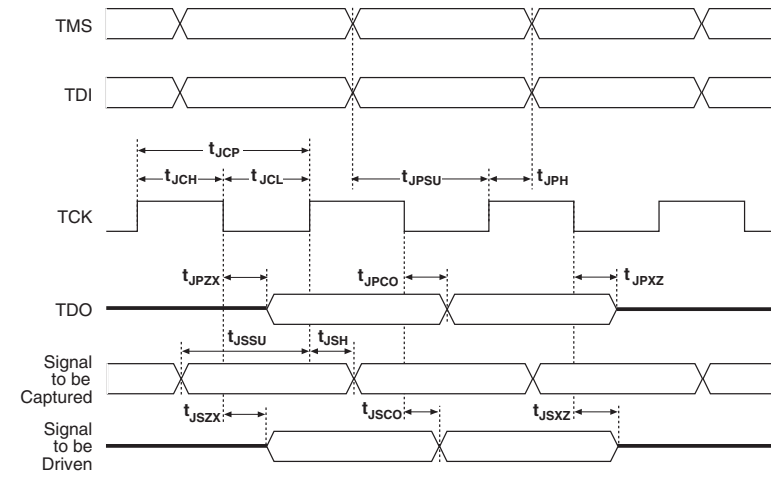 TMS
TDI
tJCP
tJCH
tJCL
tJPSU
tJPH
TCK
tJPZX
tJPCO
tJPXZ
TDO
tJSSU
tJSH
Signal
to be
Captured
tJSZX
tJSCO
tJSXZ
Signal
to be
Driven